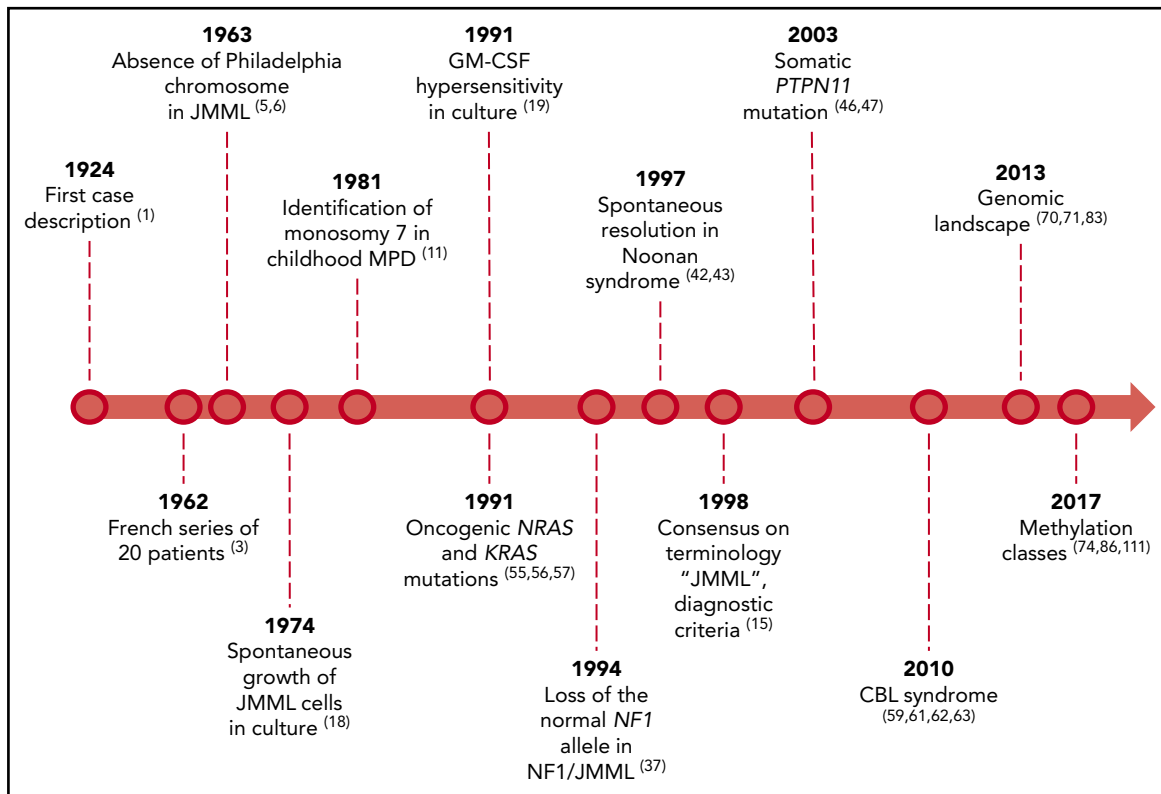 1963
Absence of Philadelphia
chromosome
in JMML (5,6)
1991
GM-CSF
hypersensitivity
in culture (19)
2003
Somatic
PTPN11
mutation (46,47)
1924
First case
description (1)
1981
Identification of
monosomy 7 in
childhood MPD (11)
1997
Spontaneous
resolution in
Noonan
syndrome (42,43)
2013
Genomic
landscape (70,71,83)
1962
French series of
20 patients (3)
1991
Oncogenic NRAS
and KRAS
mutations (55,56,57)
1998
Consensus on
terminology
“JMML”,
diagnostic
criteria (15)
2017
Methylation
classes (74,86,111)
1974
Spontaneous
growth of
JMML cells
in culture (18)
1994
Loss of the
normal NF1
allele in
NF1/JMML (37)
2010
CBL syndrome
(59,61,62,63)